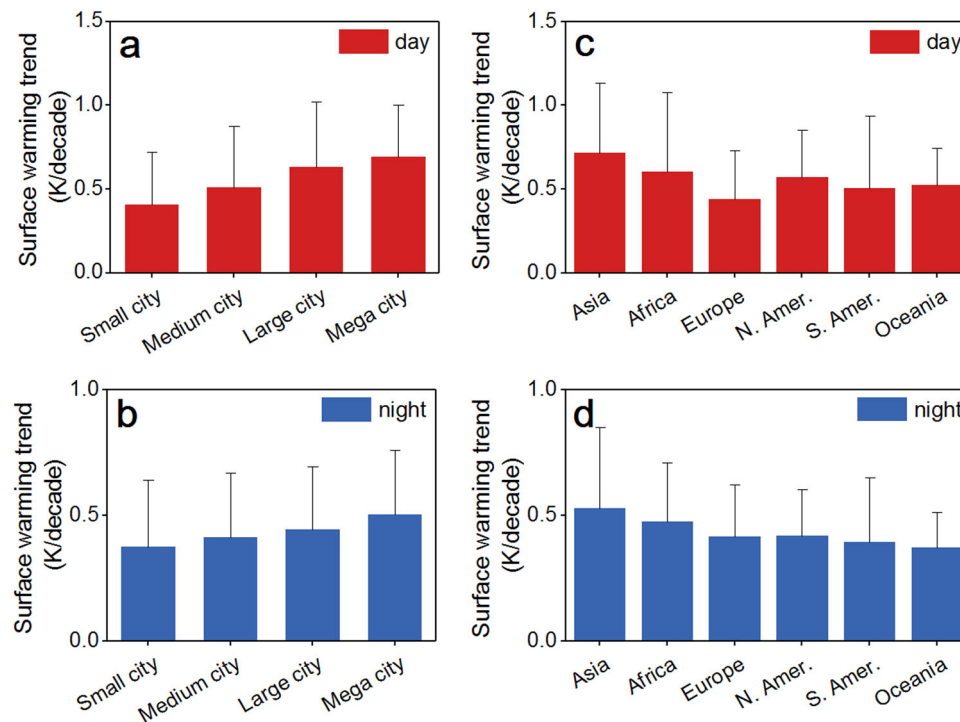 a
day
Surface warming trend
(K/decade)
1.5
1.0
0.5
0.0
Small city
Medium city
Large city
Mega city
c
day
Surface warming trend
(K/decade)
1.5
1.0
0.5
0.0
Asia
Africa
Europe
N. Amer.
S. Amer.
Oceania
b
night
Surface warming trend
(K/decade)
1.0
0.5
0.0
Small city
Medium city
Large city
Mega city
d
night
Surface warming trend
(K/decade)
1.0
0.5
0.0
Asia
Africa
Europe
N. Amer.
S. Amer.
Oceania